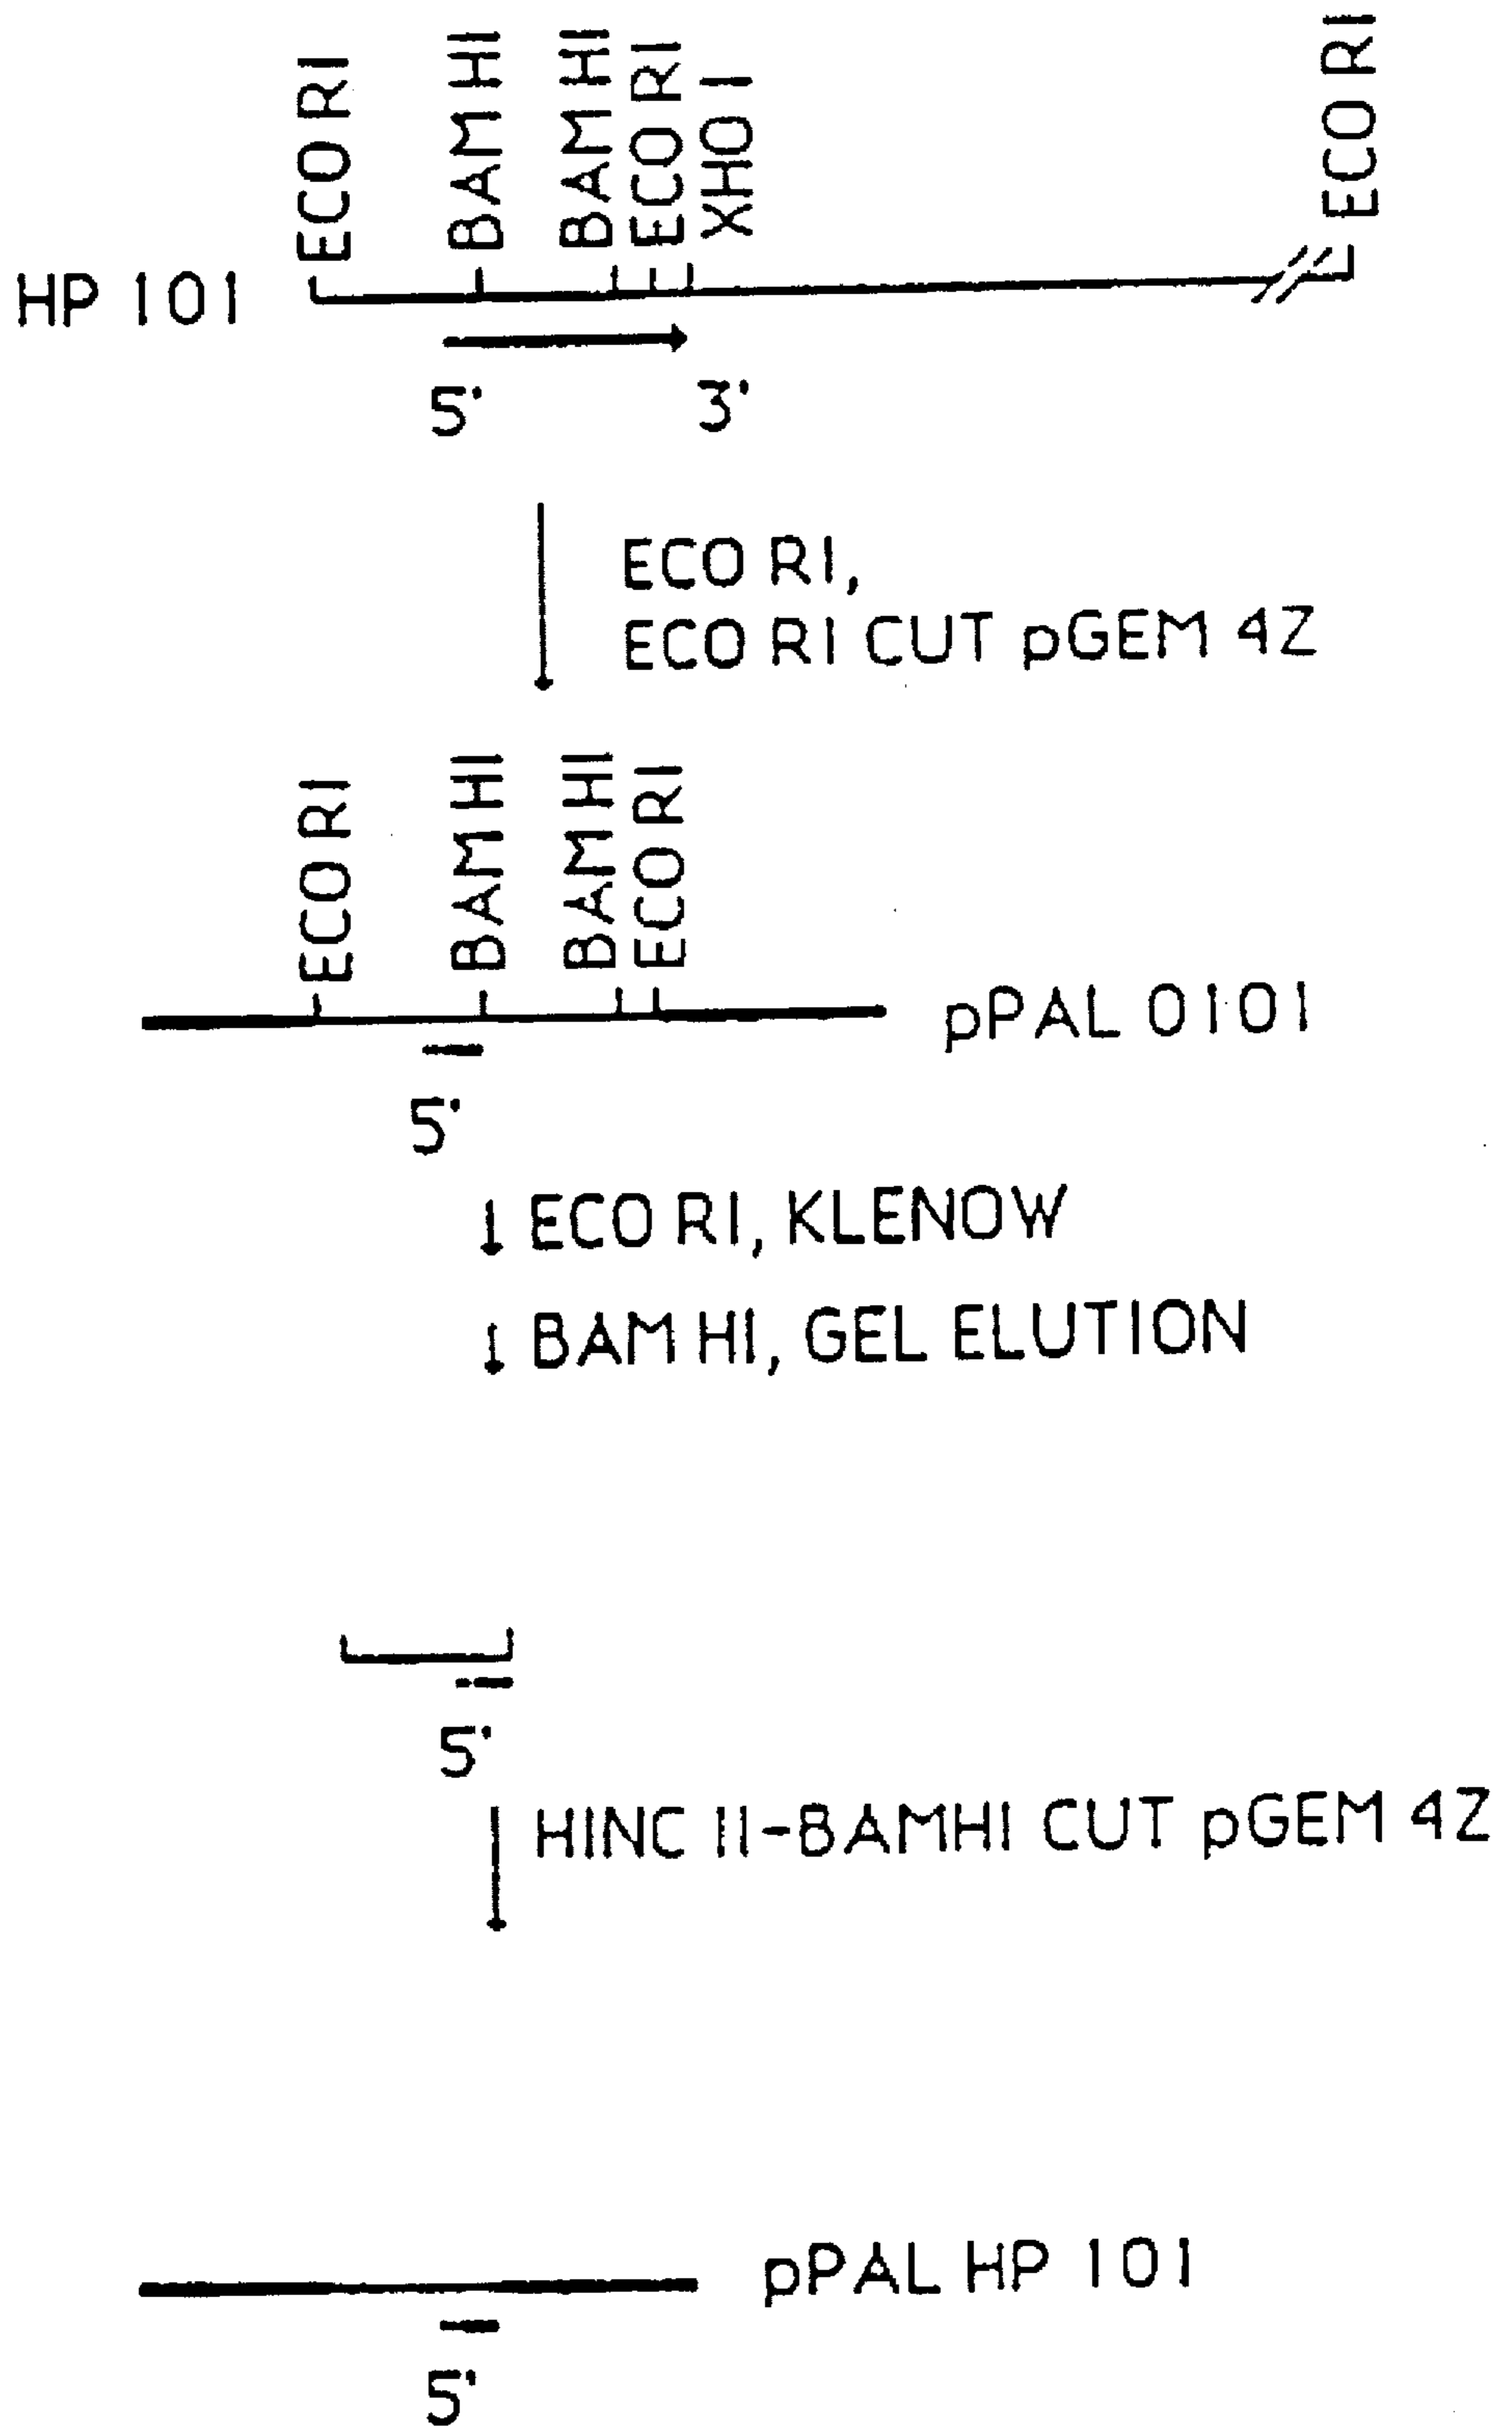 ECO RI
BAM HI
BAM HI
ECO RI
XHO I
ECO RI
HP 101
5'
3'
ECO RI,
ECO RI CUT pGEM 4Z
ECO RI
BAM HI
BAM HI
ECO RI
pPAL 0101
5'
ECO RI, KLENOW
BAM HI, GEL ELUTION
5'
HINC II-BAMHI CUT pGEM 4Z
pPAL HP 101
5'